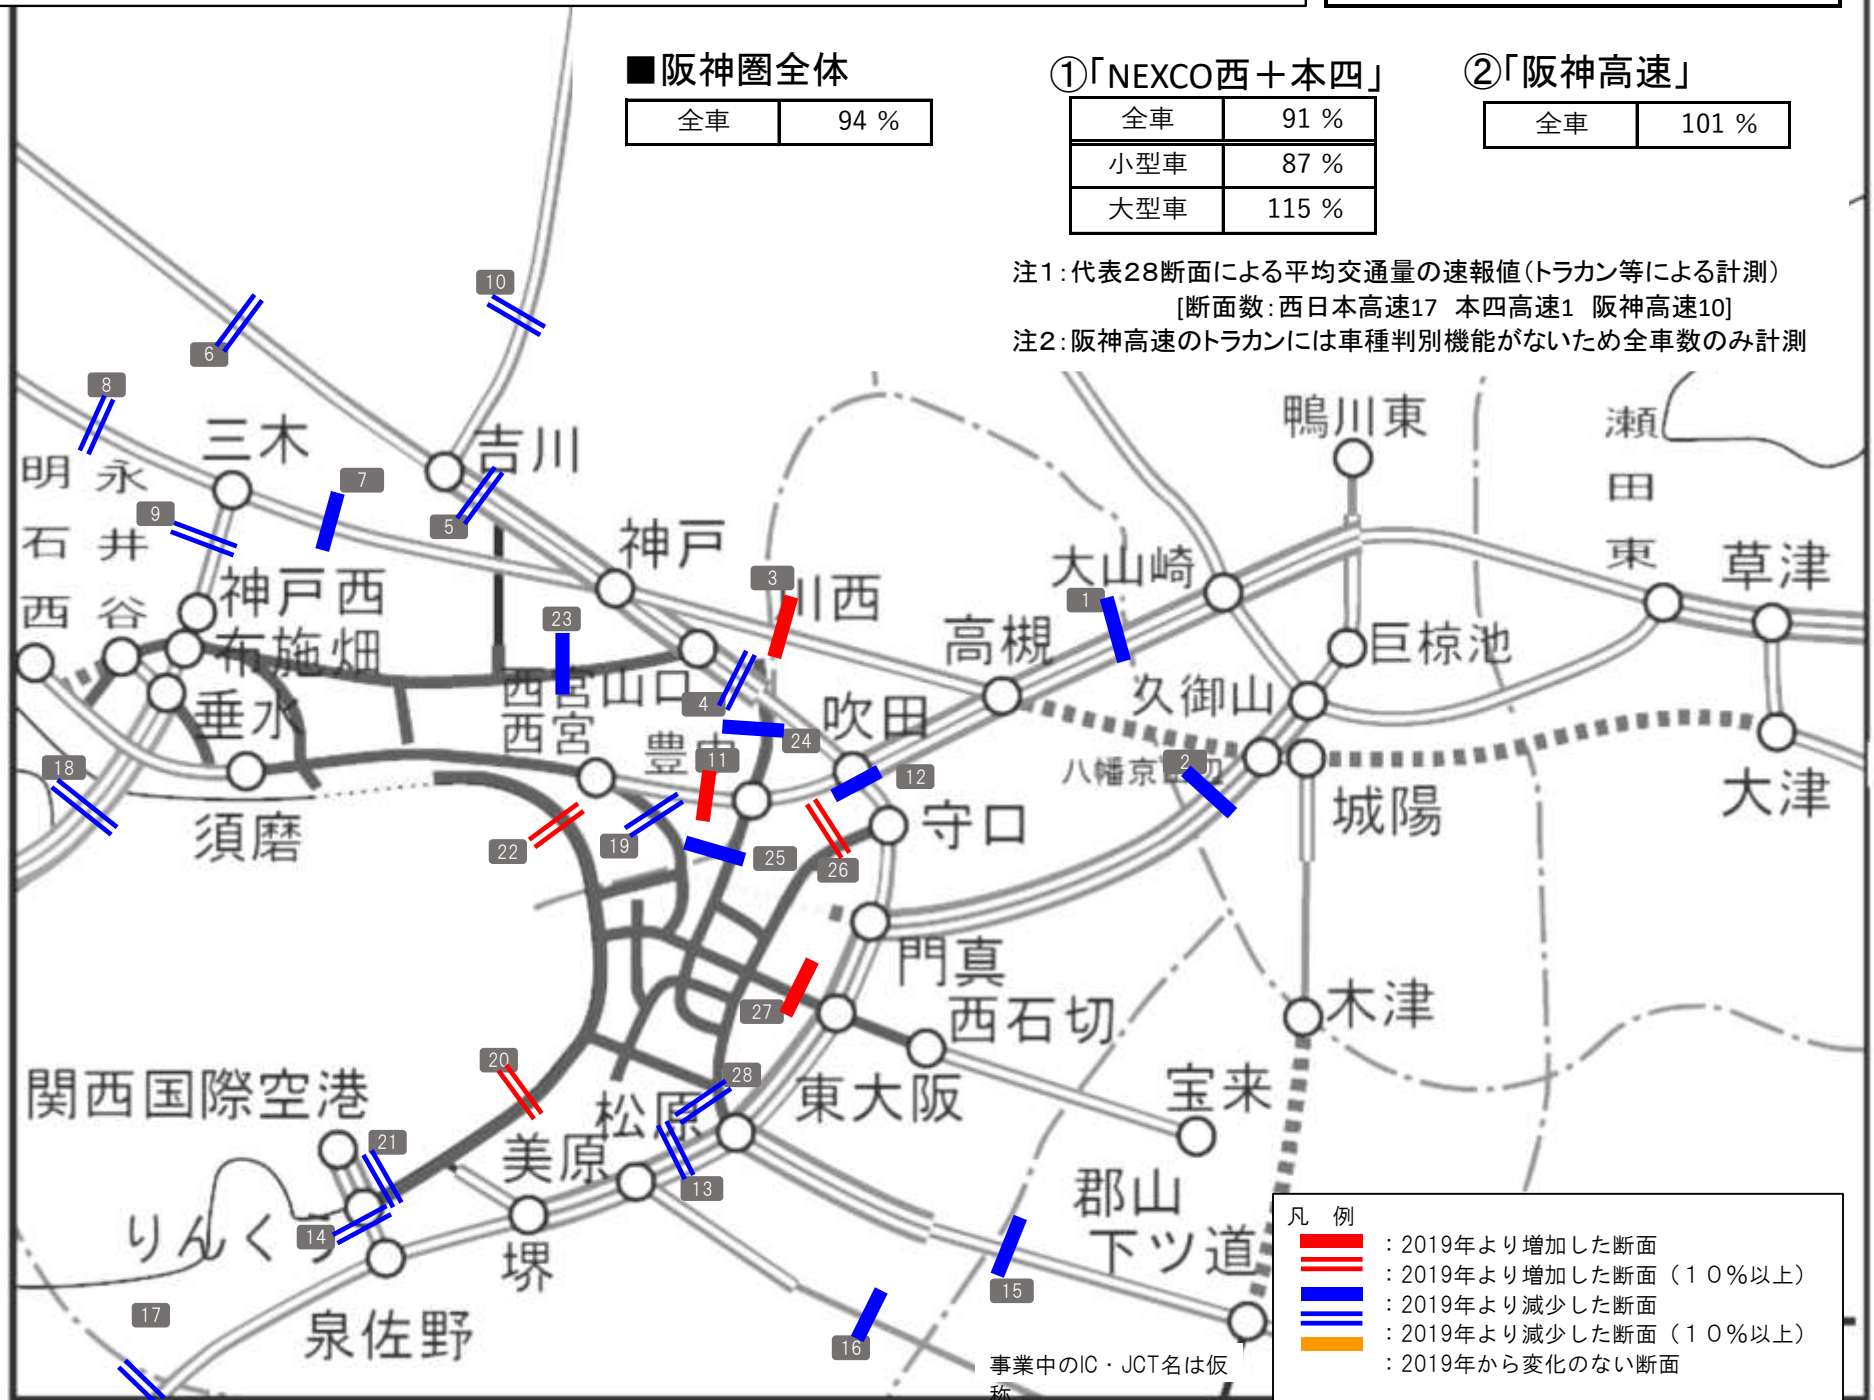 ■阪神圏全体
全車 94 %
①「NEXCO西＋本四」
全車 91 %
小型車 87 %
大型車 115 %
②「阪神高速」
全車 101 %
注1：代表28断面による平均交通量の速報値（トラカン等による計測）
[断面数：西日本高速17 本四高速1 阪神高速10]
注2：阪神高速のトラカンには車種判別機能がないため全車数のみ計測
10
6
8
三木
吉川
鴨川東
瀬田東
明石西
永井谷
7
9
5
神戸
大山崎
草津
3
川西
1
神戸西
23
高槻
巨椋池
布施畑
西宮山口
久御山
4
垂水
西宮
吹田
24
豊中
11
12
18
八幡京田辺
2
大津
須磨
22
19
25
26
守口
城陽
門真
27
西石切
木津
20
28
関西国際空港
松原
東大阪
宝来
21
美原
13
郡山下ツ道
りんくう
14
堺
15
17
泉佐野
16
事業中のIC・JCT名は仮
称
凡 例
：2019年より増加した断面
：2019年より増加した断面（１０％以上）
：2019年より減少した断面
：2019年より減少した断面（１０％以上）
：2019年から変化のない断面